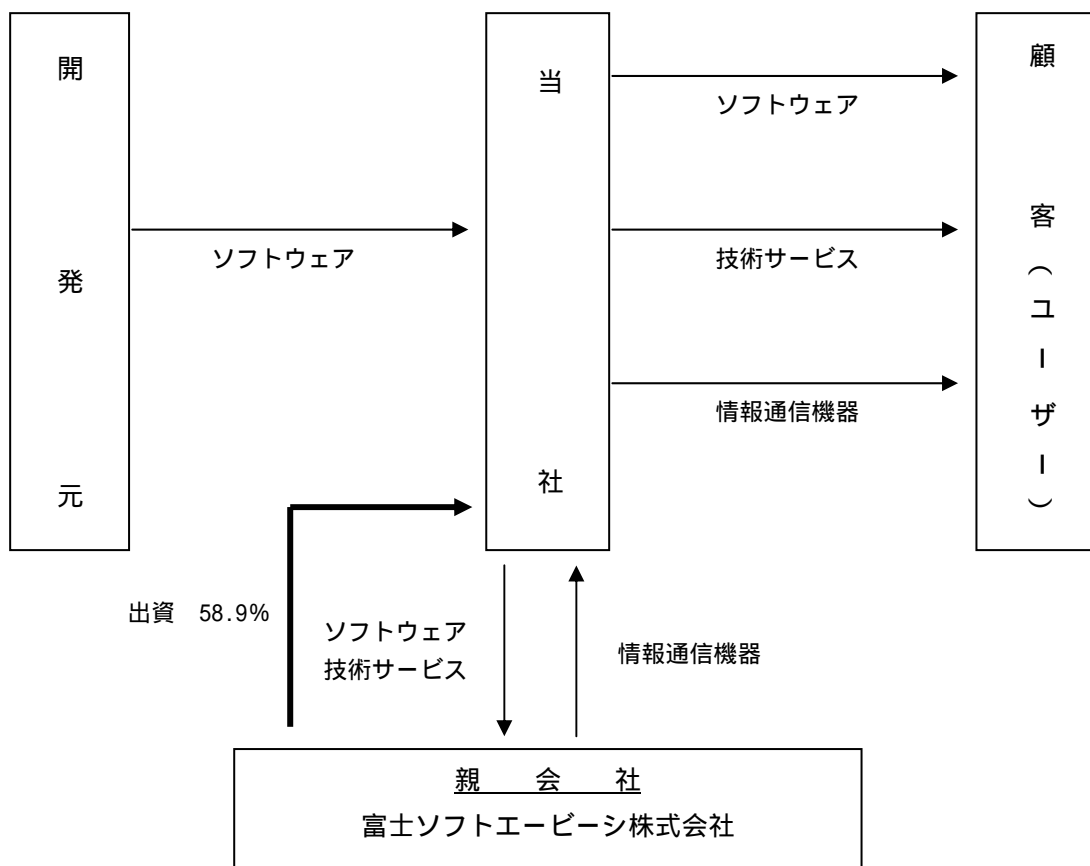 開発元
ソフトウェア
当社
ソフトウェア
技術サービス
情報通信機器
顧客(ユーザー)
出資 58.9%
ソフトウェア
技術サービス
情報通信機器
親会社
富士ソフトエービーシ株式会社